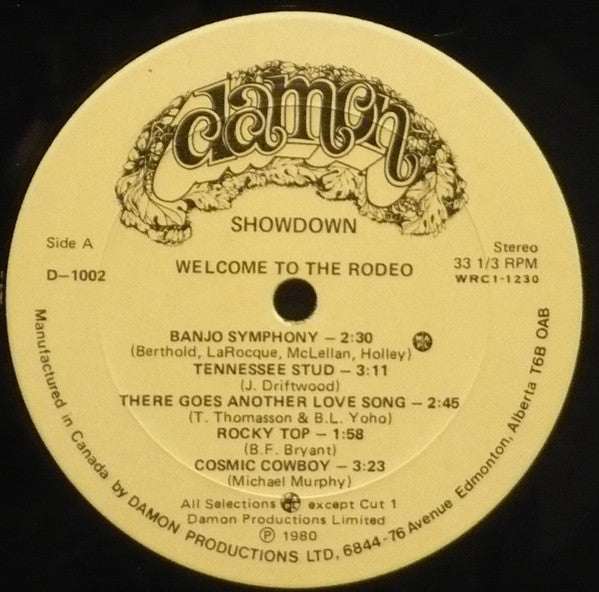 damon
SHOWDOWN
Side A
D-1002
Stereo
33 1/3 RPM
WRC1-1230
WELCOME TO THE RODEO
BANJO SYMPHONY – 2:30
(Berthold, LaRocque, McLellan, Holley)
TENNESSEE STUD – 3:11
(J. Driftwood)
THERE GOES ANOTHER LOVE SONG – 2:45
(T. Thomasson & B.L. Yoho)
ROCKY TOP – 1:58
(B.F. Bryant)
COSMIC COWBOY – 3:23
(Michael Murphy)
All Selections except Cut 1
Damon Productions Limited
Ⓟ 1980
Manufactured in Canada by DAMON PRODUCTIONS LTD, 6844-76 Avenue Edmonton, Alberta T6B OAB